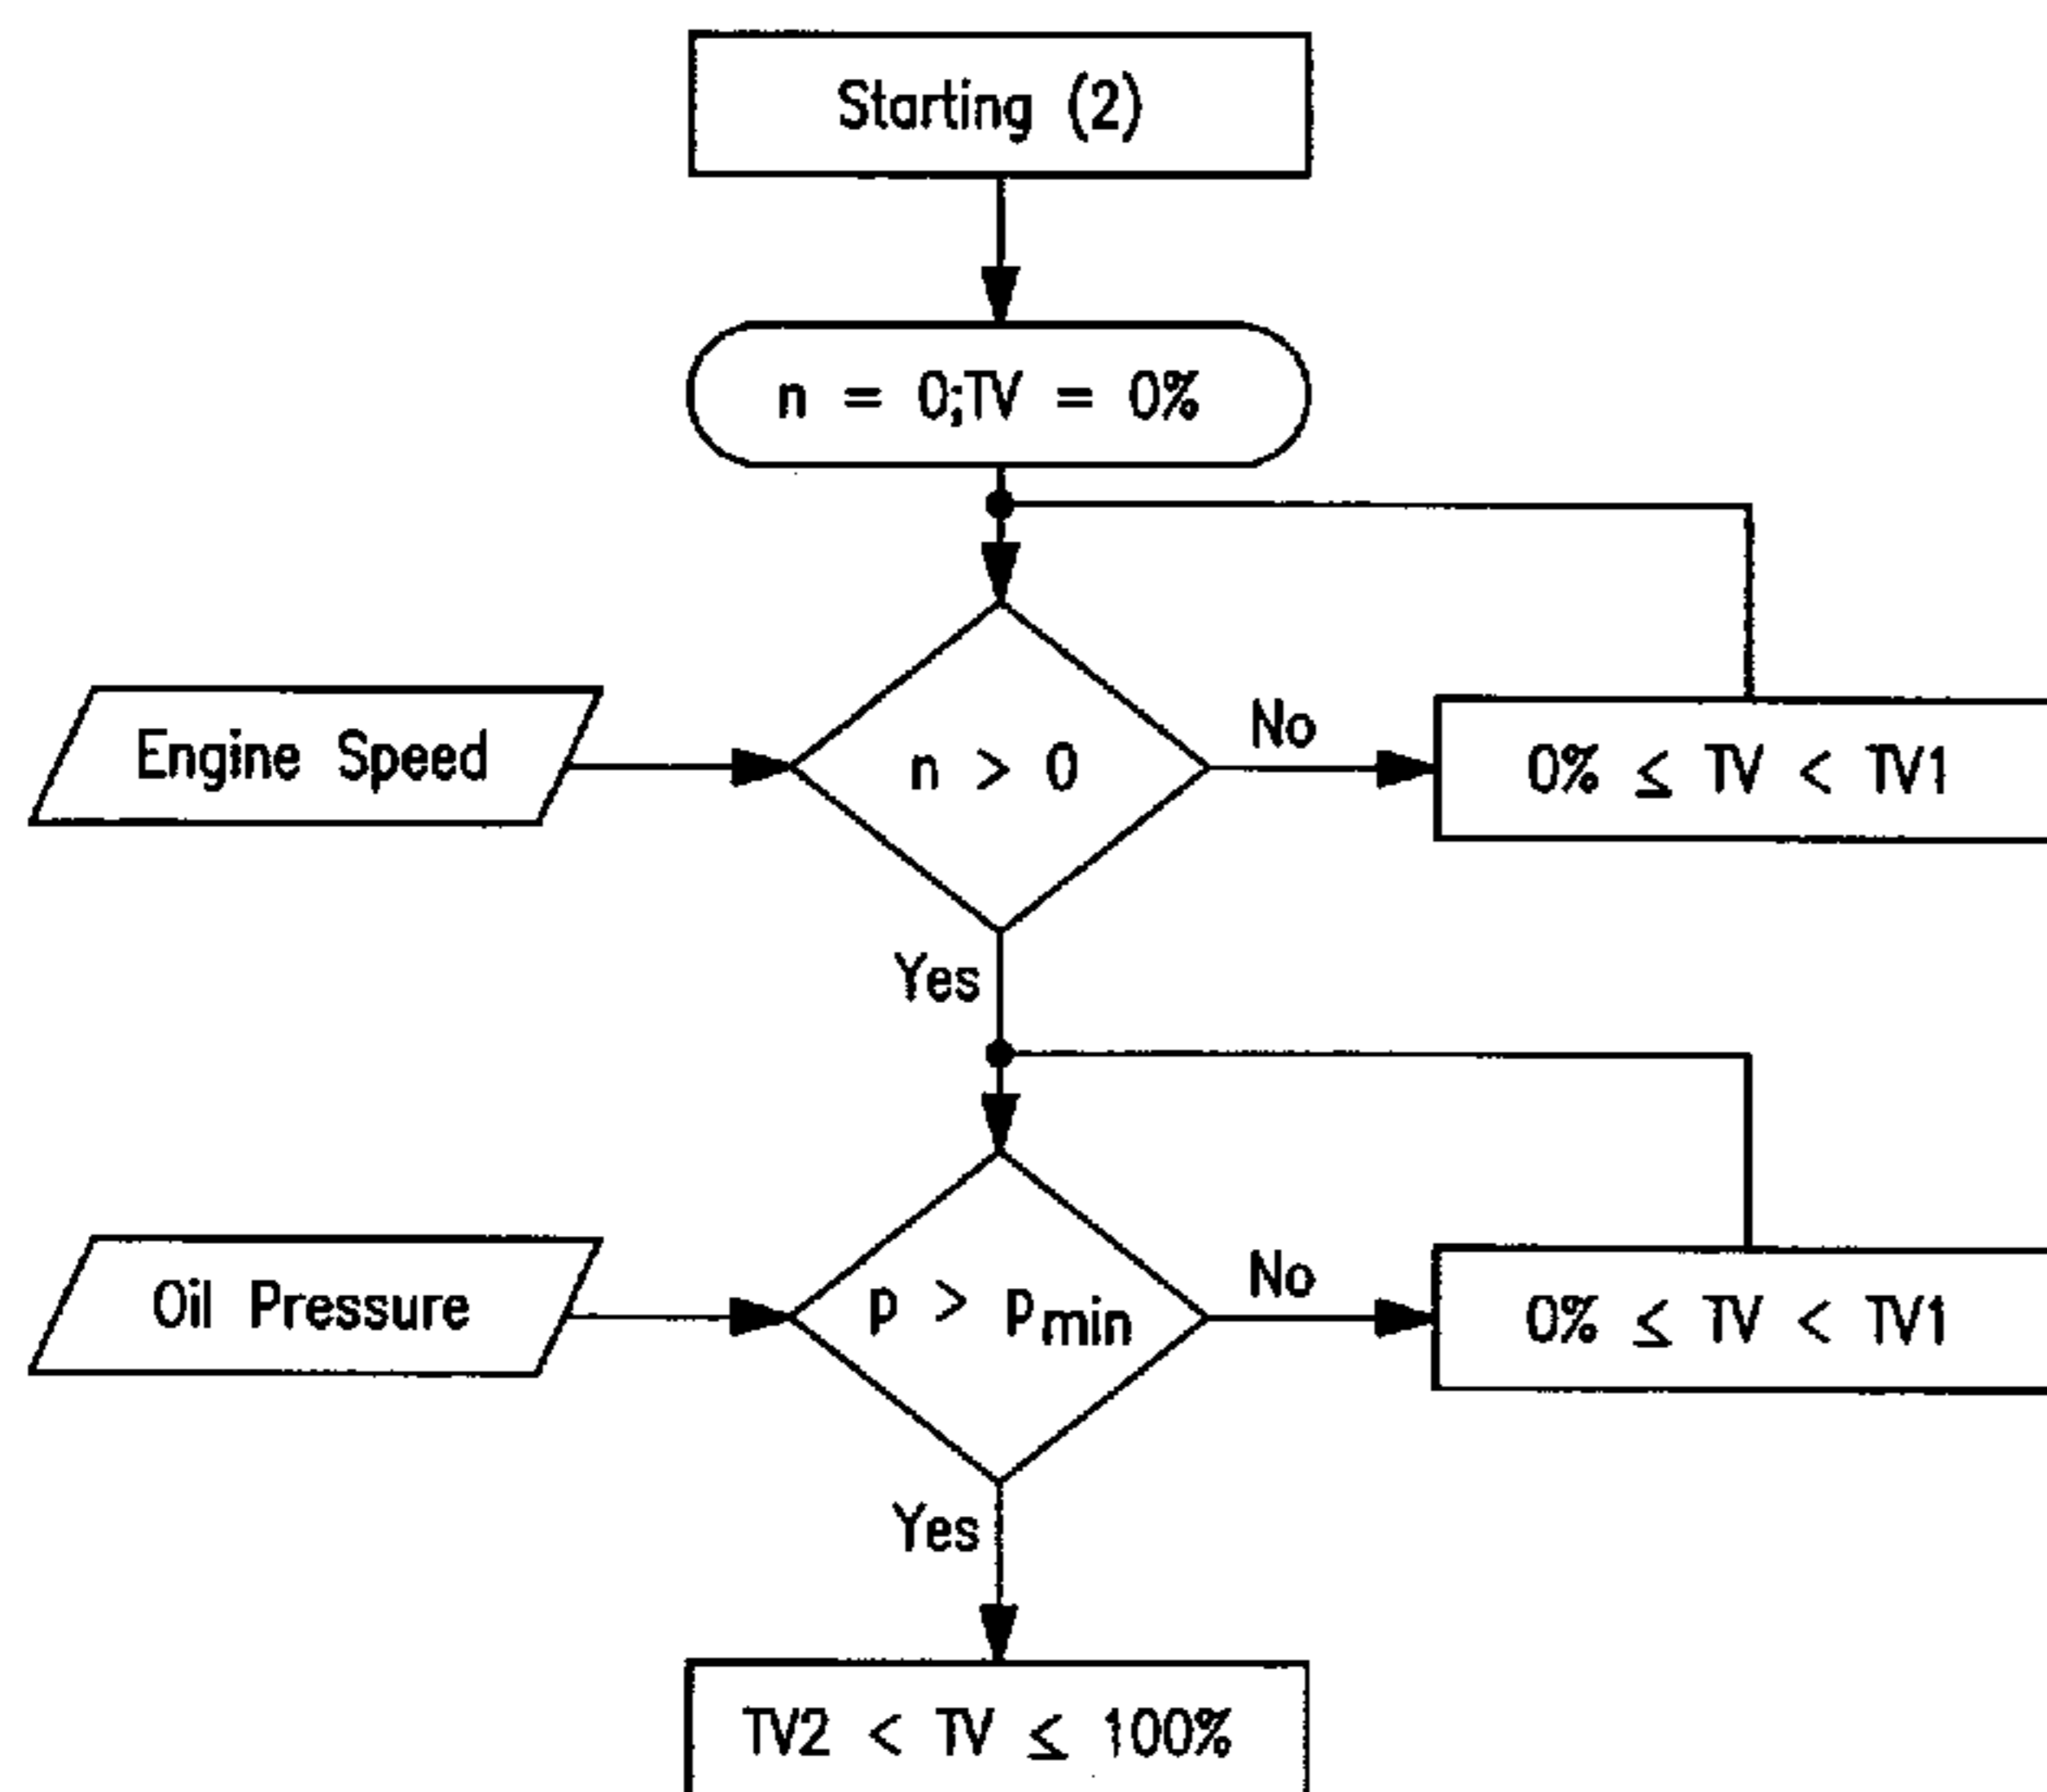 Starting (2)
n = 0;TV = 0%
Engine Speed
n > 0
No
0% ≤ TV < TV1
Yes
Oil Pressure
p > pmin
No
0% ≤ TV < TV1
Yes
TV2 < TV ≤ 100%